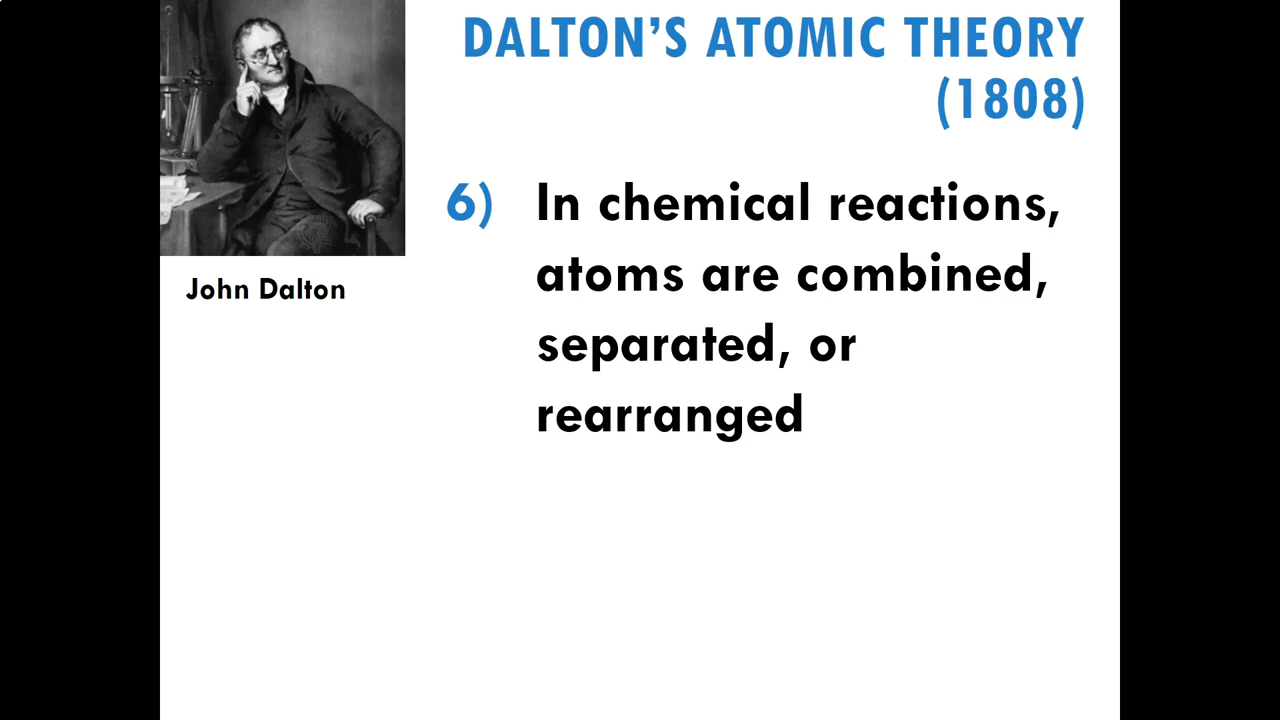 DALTON’S ATOMIC THEORY
(1808)
6) In chemical reactions,
atoms are combined,
separated, or
rearranged
John Dalton